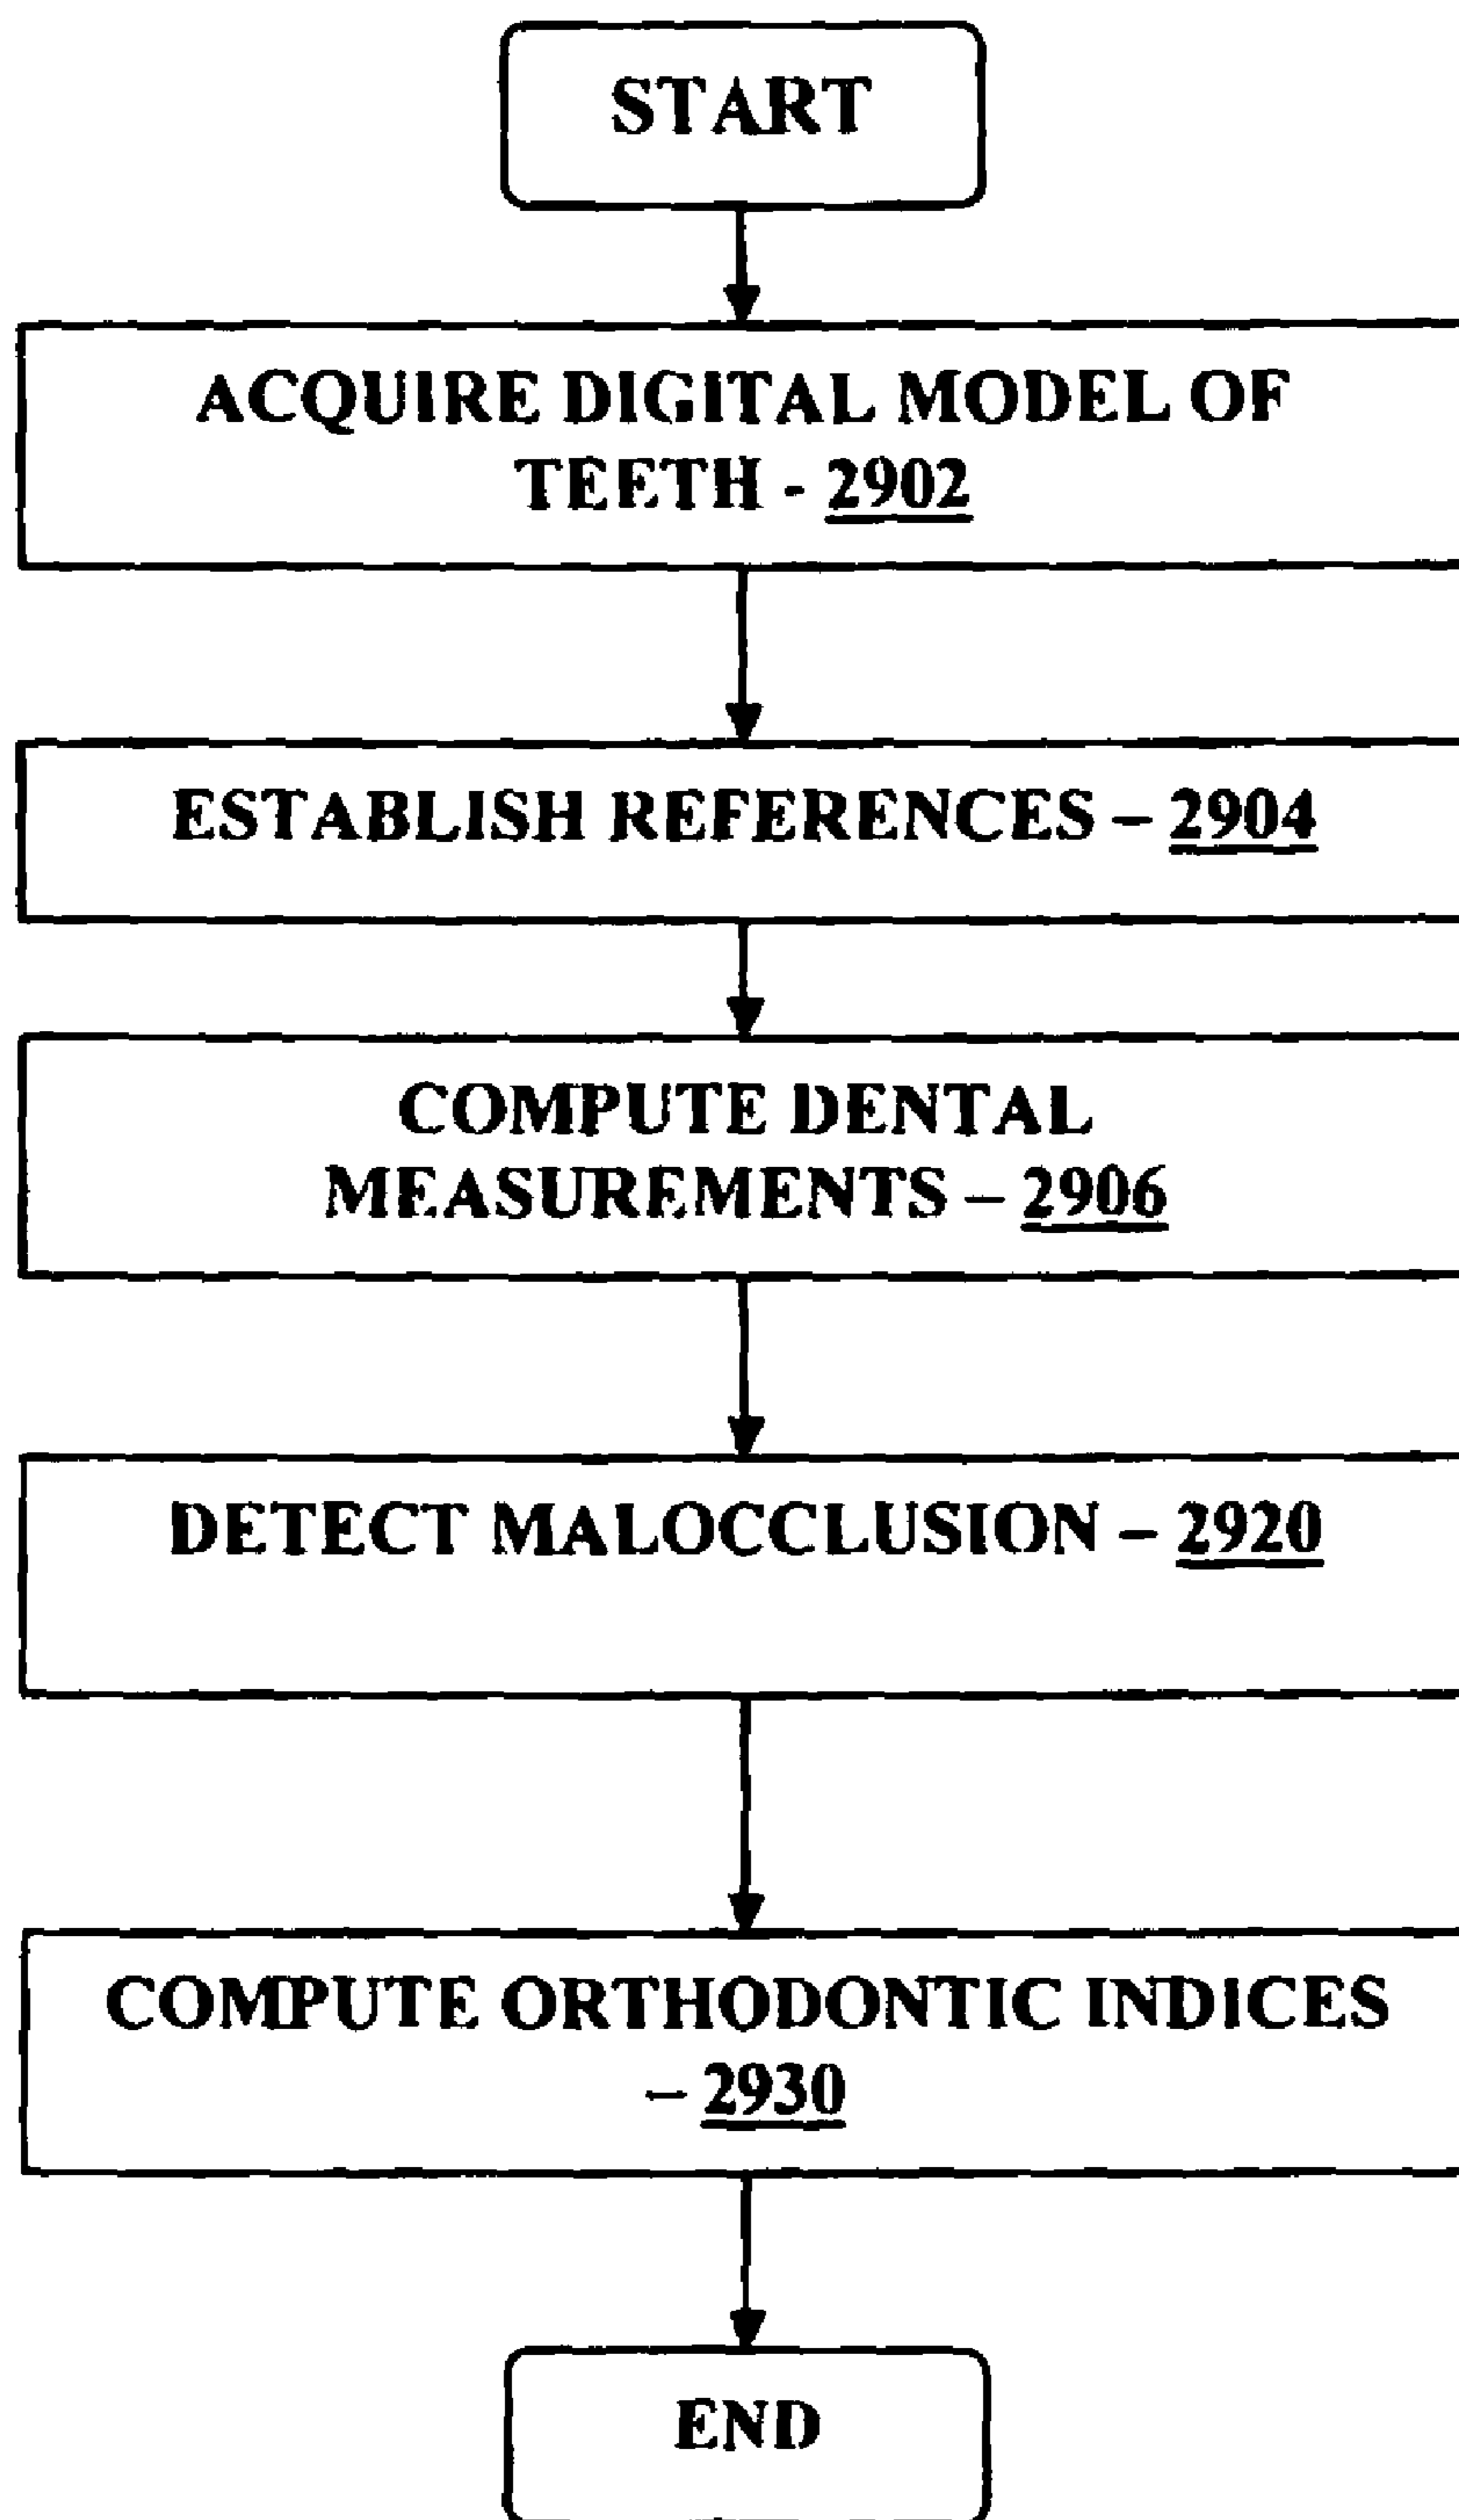 START
ACQUIRE DIGITAL MODEL OF
TEETH - 2902
ESTABLISH REFERENCES – 2904
COMPUTE DENTAL
MEASUREMENTS – 2906
DETECT MALOCCLUSION – 2920
COMPUTE ORTHODONTIC INDICES
– 2930
END